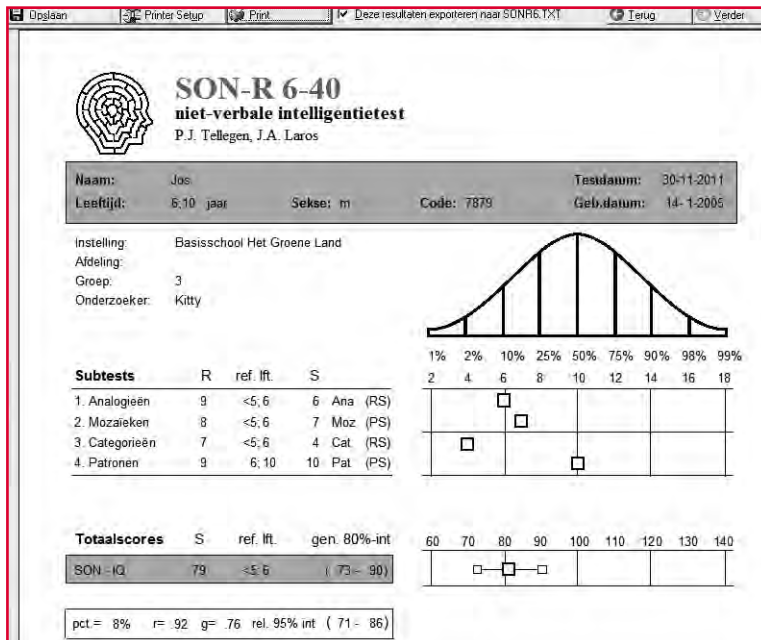 Opslaan Printer Setup Print Deze resultaten exporteren naar SONR6.TXT Terug Verder
SON-R 6-40
niet-verbale intelligentietest
P.J. Tellegen, J.A. Laros
Naam: Jos Testdatum: 30-11-2011
Leeftijd: 6;10 jaar Sekse: m Code: 7879 Geb.datum: 14- 1-2005
Instelling: Basisschool Het Groene Land
Afdeling:
Groep: 3
Onderzoeker: Kitty
1% 2% 10% 25% 50% 75% 90% 98% 99%
Subtests R ref. lft. S 2 4 6 8 10 12 14 16 18
1. Analogieën 9 <5; 6 6 Ana (RS)
2. Mozaïeken 8 <5; 6 7 Moz (PS)
3. Categorieën 7 <5; 6 4 Cat (RS)
4. Patronen 9 6; 10 10 Pat (PS)
Totaalscores S ref. lft. gen. 80%-int 60 70 80 90 100 110 120 130 140
SON -IQ 79 <5; 6 ( 73 - 90)
pct.= 8% r= .92 g= .76 rel. 95% int ( 71 - 86)